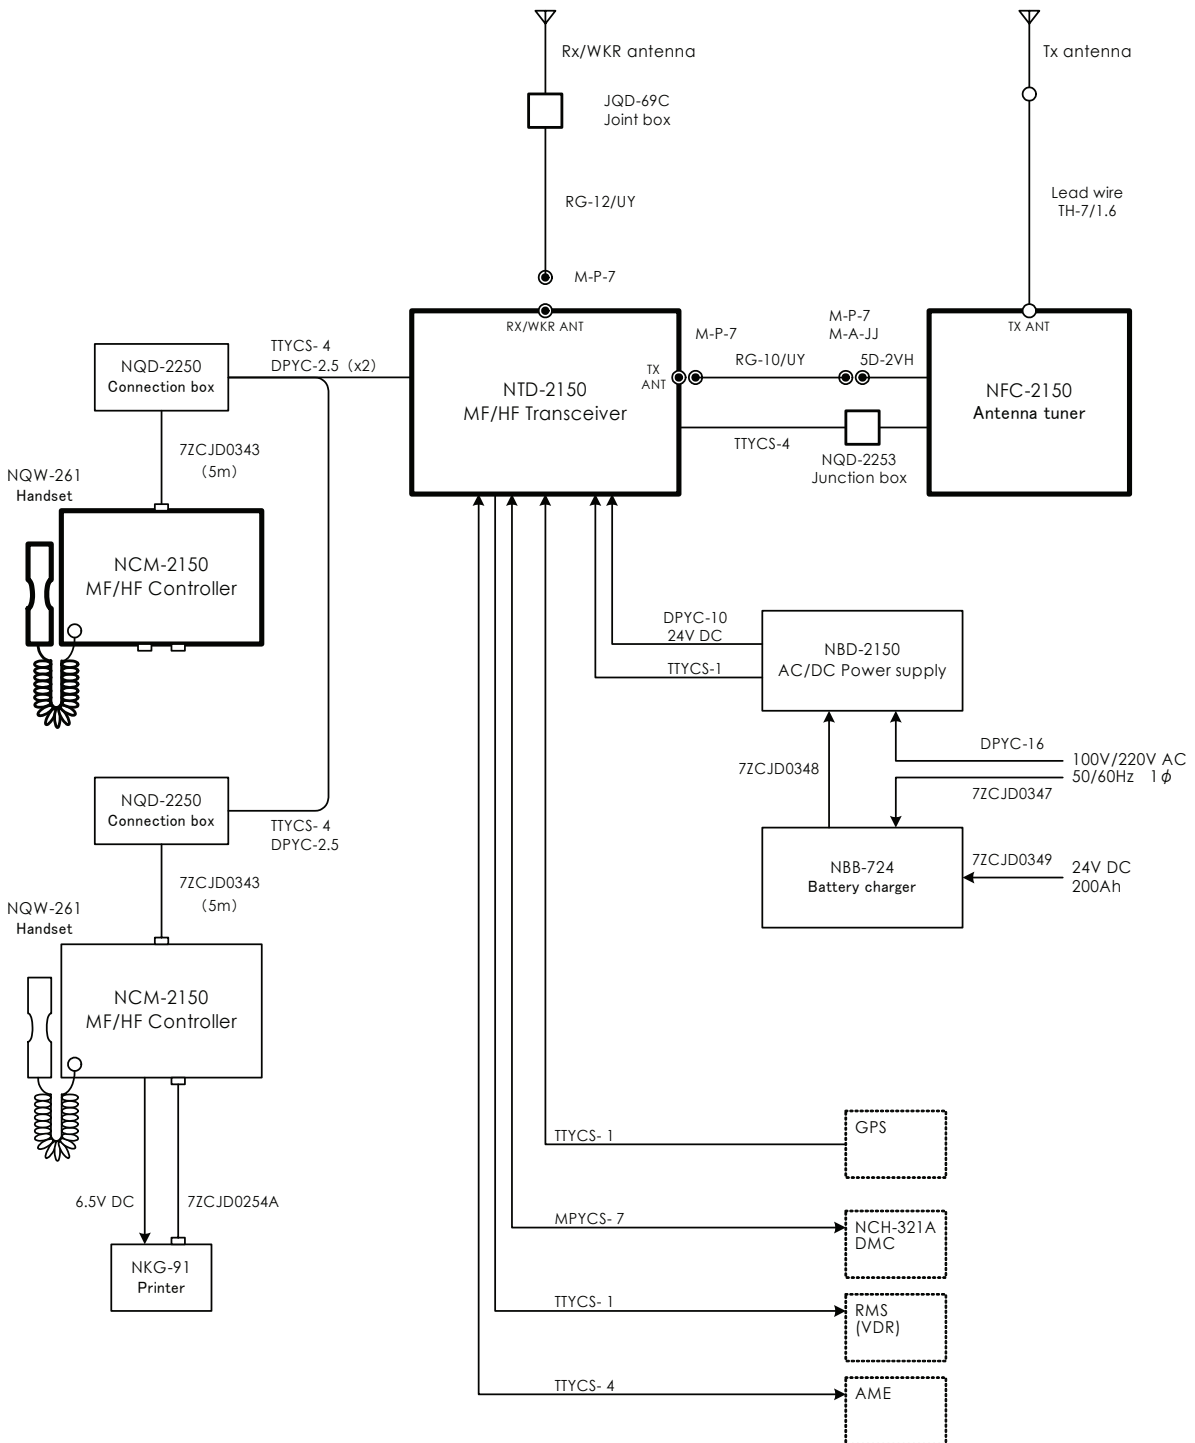 Rx/WKR antenna
Tx antenna
JQD-69C
Joint box
RG-12/UY
Lead wire
TH-7/1.6
M-P-7
RX/WKR ANT
NTD-2150
MF/HF Transceiver
TX
ANT
M-P-7
RG-10/UY
M-P-7
M-A-JJ
5D-2VH
TTYCS-4
NQD-2253
Junction box
TX ANT
NFC-2150
Antenna tuner
TTYCS- 4
DPYC-2.5 (x2)
NQD-2250
Connection box
7ZCJD0343
(5m)
NQW-261
Handset
NCM-2150
MF/HF Controller
DPYC-10
24V DC
TTYCS-1
NBD-2150
AC/DC Power supply
DPYC-16
100V/220V AC
50/60Hz 1ϕ
7ZCJD0348
7ZCJD0347
NBB-724
Battery charger
7ZCJD0349
24V DC
200Ah
NQD-2250
Connection box
TTYCS- 4
DPYC-2.5
7ZCJD0343
(5m)
NQW-261
Handset
NCM-2150
MF/HF Controller
6.5V DC
7ZCJD0254A
NKG-91
Printer
TTYCS- 1
GPS
MPYCS- 7
NCH-321A
DMC
TTYCS- 1
RMS
(VDR)
TTYCS- 4
AME